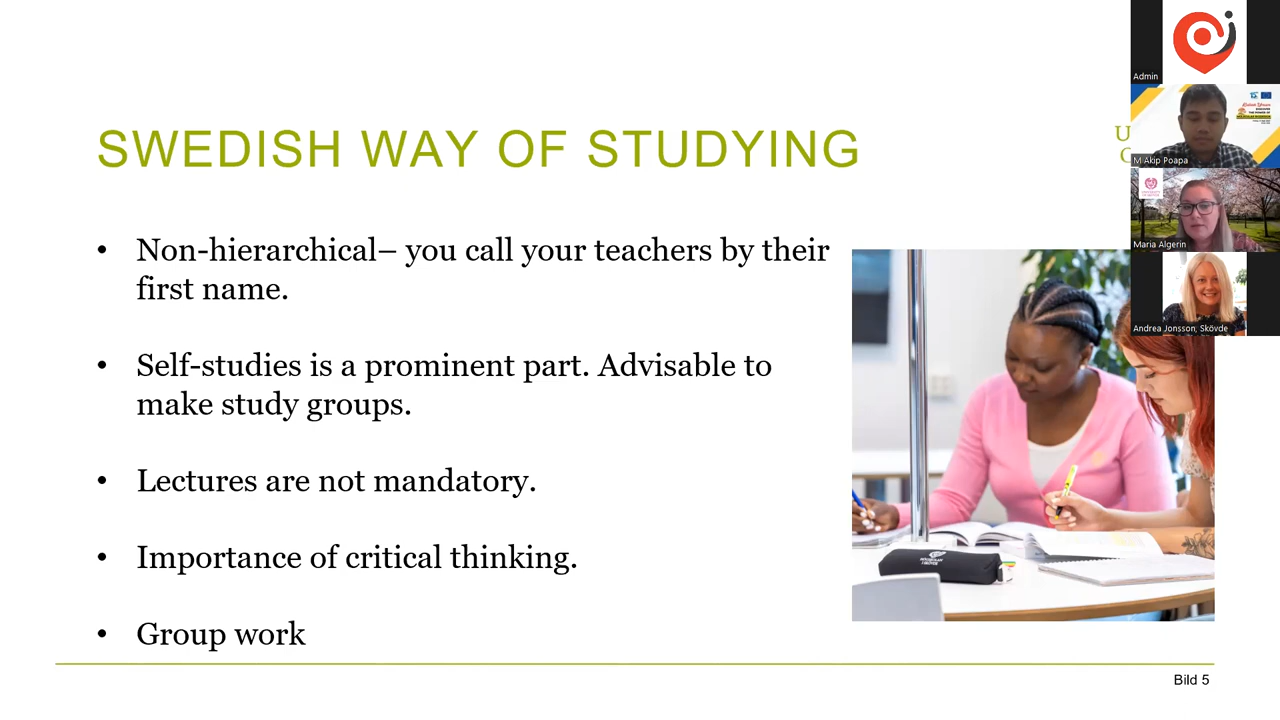 SWEDISH WAY OF STUDYING
• Non-hierarchical– you call your teachers by their
first name.
• Self-studies is a prominent part. Advisable to
make study groups.
• Lectures are not mandatory.
• Importance of critical thinking.
• Group work
Bild 5
Admin
M Akip Poapa
Maria Algerin
Andrea Jonsson, Skövde